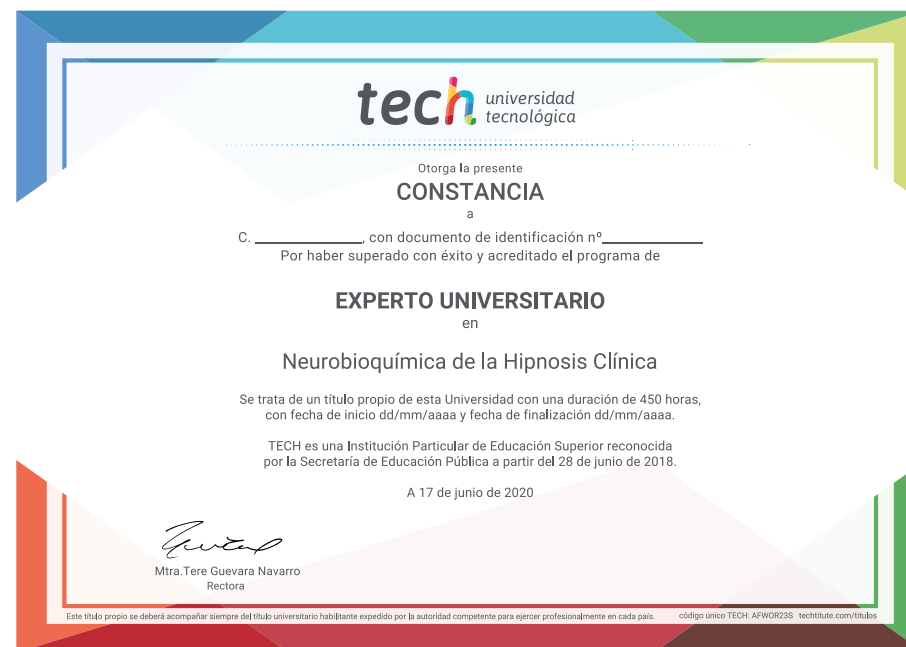 tech universidad
tecnológica
Otorga la presente
CONSTANCIA
a
C. ____________, con documento de identificación nº____________
Por haber superado con éxito y acreditado el programa de
EXPERTO UNIVERSITARIO
en
Neurobioquímica de la Hipnosis Clínica
Se trata de un título propio de esta Universidad con una duración de 450 horas,
con fecha de inicio dd/mm/aaaa y fecha de finalización dd/mm/aaaa.
TECH es una Institución Particular de Educación Superior reconocida
por la Secretaría de Educación Pública a partir del 28 de junio de 2018.
A 17 de junio de 2020
Mtra.Tere Guevara Navarro
Rectora
Este título propio se deberá acompañar siempre del título universitario habilitante expedido por la autoridad competente para ejercer profesionalmente en cada país. código único TECH: AFWOR23S techtitute.com/titulos